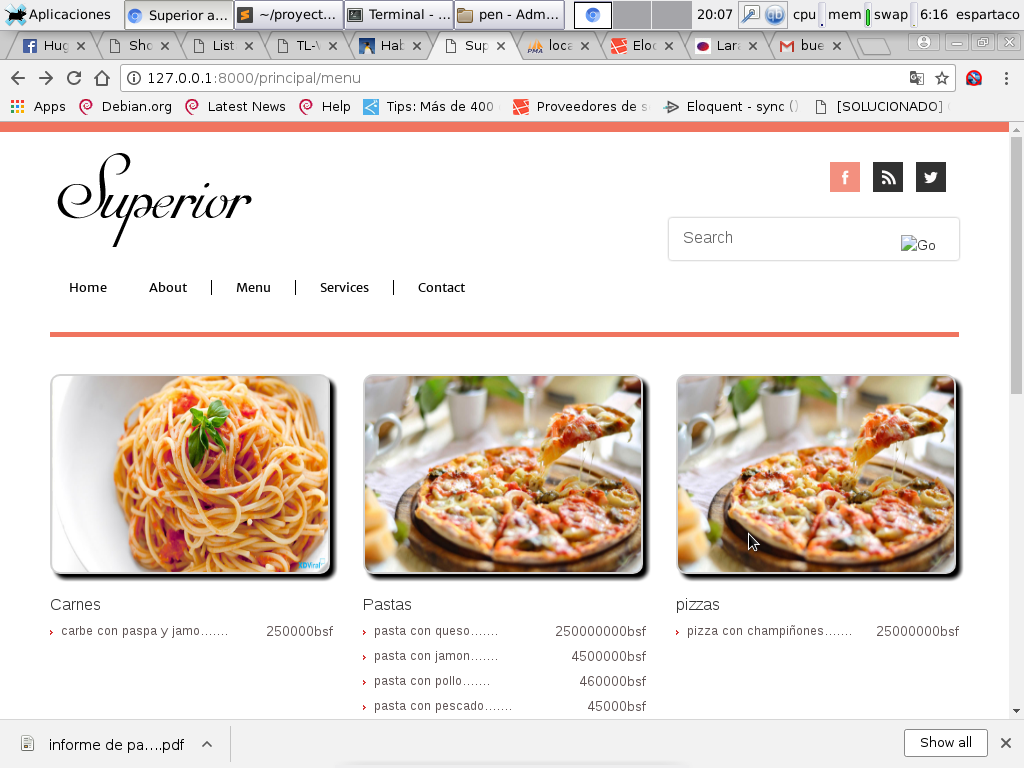 Aplicaciones Superior a... ~/proyect... Terminal - ... pen - Adm... 20:07 cpu mem swap 6:16 espartaco
Hug Sho List TL-\ Hab Sup loca Eloc Lara bue
127.0.0.1:8000/principal/menu
Apps Debian.org Latest News Help Tips: Más de 400 Proveedores de s Eloquent - sync () [SOLUCIONADO]
Superior
f
Search Go
Home About Menu Services Contact
Carnes
carbe con paspa y jamo....... 250000bsf
Pastas
pasta con queso....... 250000000bsf
pasta con jamon....... 4500000bsf
pasta con pollo....... 460000bsf
pasta con pescado....... 45000bsf
pizzas
pizza con champiñones....... 25000000bsf
informe de pa....pdf Show all